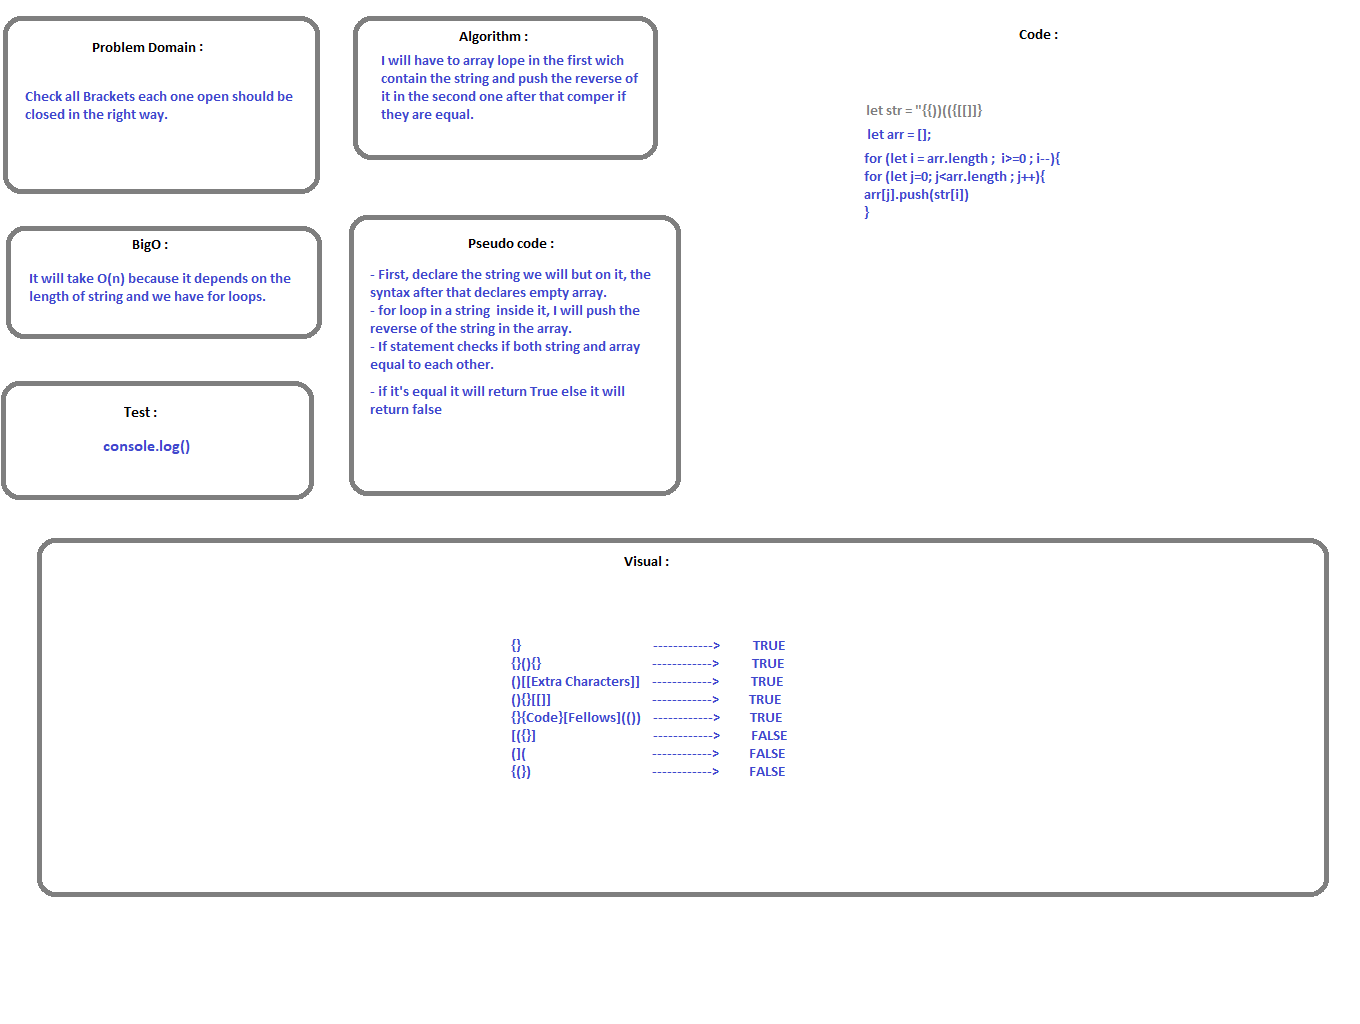 Problem Domain :
Check all Brackets each one open should be
closed in the right way.
Algorithm :
I will have to array lope in the first wich
contain the string and push the reverse of
it in the second one after that comper if
they are equal.
Code :
let str = "{{))(({[[]]}
let arr = [];
for (let i = arr.length ;  i>=0 ; i--){
for (let j=0; j<arr.length ; j++){
arr[j].push(str[i])
}
BigO :
It will take O(n) because it depends on the
length of string and we have for loops.
Pseudo code :
- First, declare the string we will but on it, the
syntax after that declares empty array.
- for loop in a string  inside it, I will push the
reverse of the string in the array.
- If statement checks if both string and array
equal to each other.
- if it's equal it will return True else it will
return false
Test :
console.log()
Visual :
{} ------------> TRUE
{}(){} ------------> TRUE
()[[Extra Characters]] ------------> TRUE
(){}[[]] ------------> TRUE
{}{Code}[Fellows](()) ------------> TRUE
[({}] ------------> FALSE
(]( ------------> FALSE
{(}) ------------> FALSE